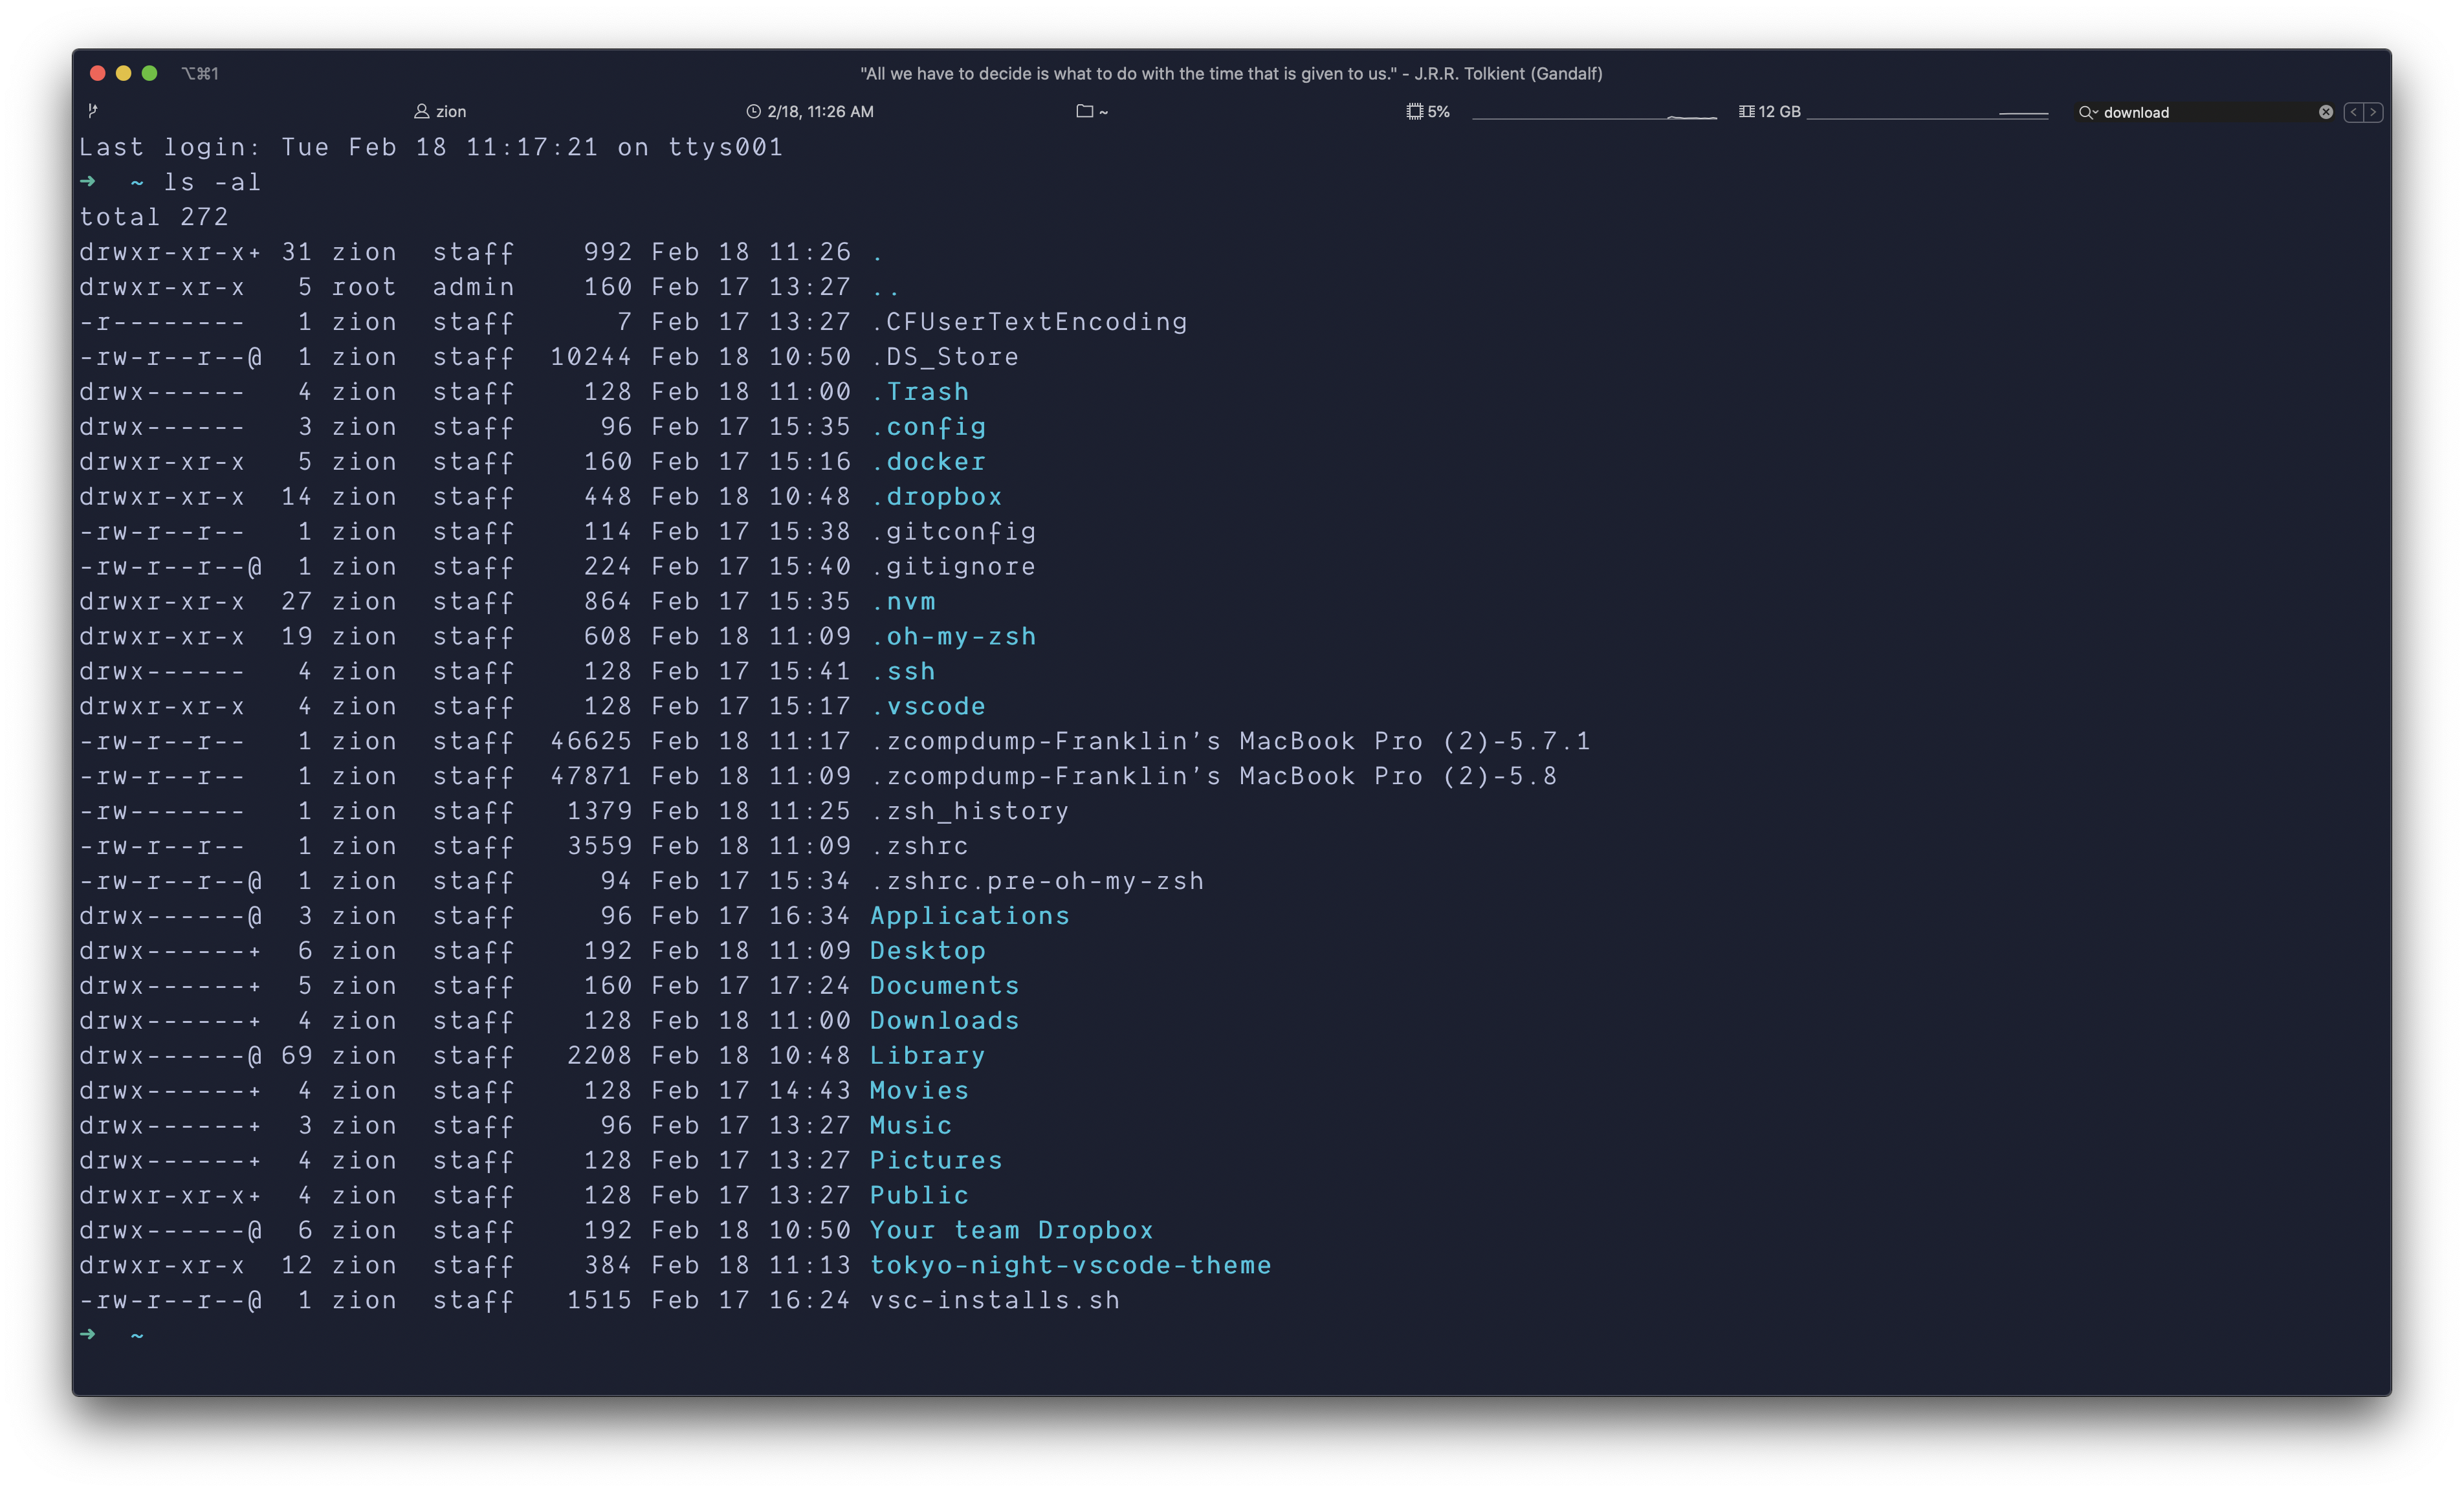 ⌥⌘1 "All we have to decide is what to do with the time that is given to us." - J.R.R. Tolkient (Gandalf)
zion 2/18, 11:26 AM ~ 5% 12 GB download
Last login: Tue Feb 18 11:17:21 on ttys001
➜  ~ ls -al
total 272
drwxr-xr-x+ 31 zion  staff    992 Feb 18 11:26 .
drwxr-xr-x   5 root  admin    160 Feb 17 13:27 ..
-r--------   1 zion  staff      7 Feb 17 13:27 .CFUserTextEncoding
-rw-r--r--@  1 zion  staff  10244 Feb 18 10:50 .DS_Store
drwx------   4 zion  staff    128 Feb 18 11:00 .Trash
drwx------   3 zion  staff     96 Feb 17 15:35 .config
drwxr-xr-x   5 zion  staff    160 Feb 17 15:16 .docker
drwxr-xr-x  14 zion  staff    448 Feb 18 10:48 .dropbox
-rw-r--r--   1 zion  staff    114 Feb 17 15:38 .gitconfig
-rw-r--r--@  1 zion  staff    224 Feb 17 15:40 .gitignore
drwxr-xr-x  27 zion  staff    864 Feb 17 15:35 .nvm
drwxr-xr-x  19 zion  staff    608 Feb 18 11:09 .oh-my-zsh
drwx------   4 zion  staff    128 Feb 17 15:41 .ssh
drwxr-xr-x   4 zion  staff    128 Feb 17 15:17 .vscode
-rw-r--r--   1 zion  staff  46625 Feb 18 11:17 .zcompdump-Franklin’s MacBook Pro (2)-5.7.1
-rw-r--r--   1 zion  staff  47871 Feb 18 11:09 .zcompdump-Franklin’s MacBook Pro (2)-5.8
-rw-------   1 zion  staff   1379 Feb 18 11:25 .zsh_history
-rw-r--r--   1 zion  staff   3559 Feb 18 11:09 .zshrc
-rw-r--r--@  1 zion  staff     94 Feb 17 15:34 .zshrc.pre-oh-my-zsh
drwx------@  3 zion  staff     96 Feb 17 16:34 Applications
drwx------+  6 zion  staff    192 Feb 18 11:09 Desktop
drwx------+  5 zion  staff    160 Feb 17 17:24 Documents
drwx------+  4 zion  staff    128 Feb 18 11:00 Downloads
drwx------@ 69 zion  staff   2208 Feb 18 10:48 Library
drwx------+  4 zion  staff    128 Feb 17 14:43 Movies
drwx------+  3 zion  staff     96 Feb 17 13:27 Music
drwx------+  4 zion  staff    128 Feb 17 13:27 Pictures
drwxr-xr-x+  4 zion  staff    128 Feb 17 13:27 Public
drwx------@  6 zion  staff    192 Feb 18 10:50 Your team Dropbox
drwxr-xr-x  12 zion  staff    384 Feb 18 11:13 tokyo-night-vscode-theme
-rw-r--r--@  1 zion  staff   1515 Feb 17 16:24 vsc-installs.sh
➜  ~